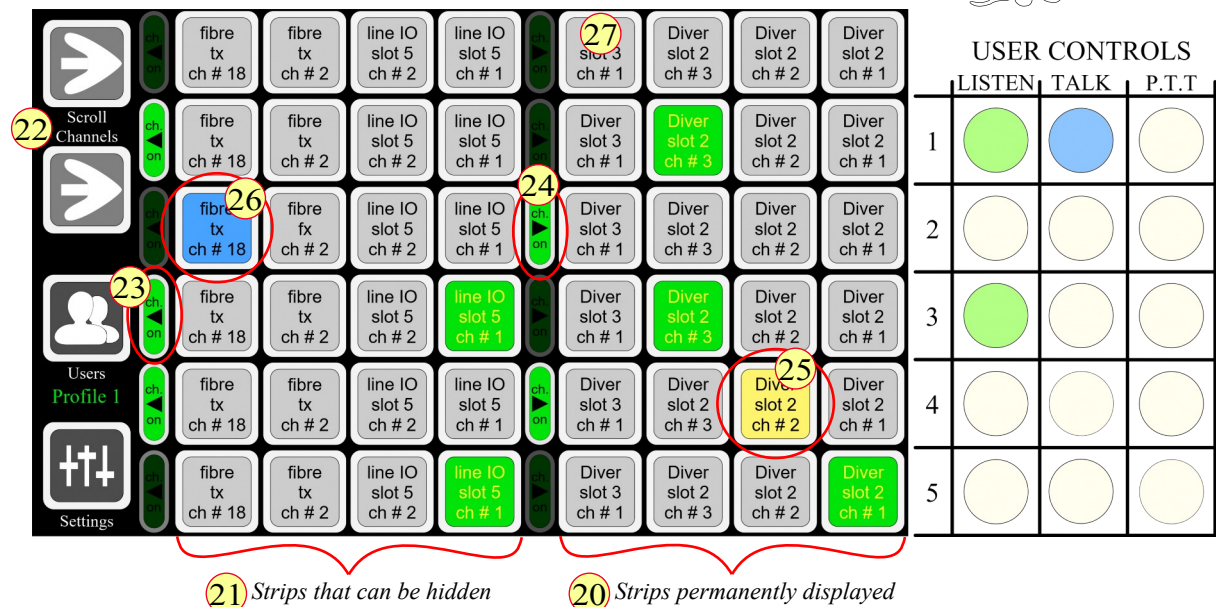 USER CONTROLS
LISTEN TALK P.T.T
ch. fibre fibre line IO line IO ch. 27 Diver Diver Diver
tx tx slot 5 slot 5 slot 3 slot 2 slot 2 slot 2
on ch # 18 ch # 2 ch # 2 ch # 1 on ch # 1 ch # 3 ch # 2 ch # 1
22 Scroll
Channels
ch. fibre fibre line IO line IO ch. Diver Diver Diver Diver
tx tx slot 5 slot 5 slot 3 slot 2 slot 2 slot 2
on ch # 18 ch # 2 ch # 2 ch # 1 on ch # 1 ch # 3 ch # 2 ch # 1
1
26 24
ch. fibre fibre line IO line IO ch. Diver Diver Diver Diver
tx fx slot 5 slot 5 slot 3 slot 2 slot 2 slot 2
on ch # 18 ch # 2 ch # 2 ch # 1 on ch # 1 ch # 3 ch # 2 ch # 1
2
23
ch. fibre fibre line IO line IO ch. Diver Diver Diver Diver
tx tx slot 5 slot 5 slot 3 slot 2 slot 2 slot 2
on ch # 18 ch # 2 ch # 2 ch # 1 on ch # 1 ch # 3 ch # 2 ch # 1
3
Users
Profile 1
25
ch. fibre fibre line IO line IO ch. Diver Diver Diver Diver
tx tx slot 5 slot 5 slot 3 slot 2 slot 2 slot 2
on ch # 18 ch # 2 ch # 2 ch # 1 on ch # 1 ch # 3 ch # 2 ch # 1
4
ch. fibre fibre line IO line IO ch. Diver Diver Diver Diver
tx tx slot 5 slot 5 slot 3 slot 2 slot 2 slot 2
on ch # 18 ch # 2 ch # 2 ch # 1 on ch # 1 ch # 3 ch # 2 ch # 1
5
Settings
21 Strips that can be hidden
20 Strips permanently displayed